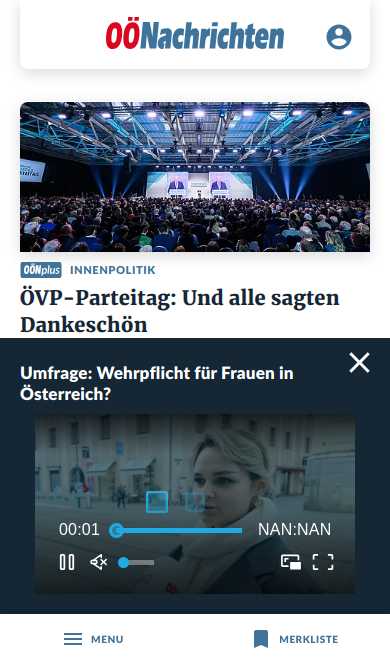 OÖNachrichten
OÖNplus INNENPOLITIK
ÖVP-Parteitag: Und alle sagten
Dankeschön
Umfrage: Wehrpflicht für Frauen in
Österreich?
00:01
NAN:NAN
MENU
MERKLISTE